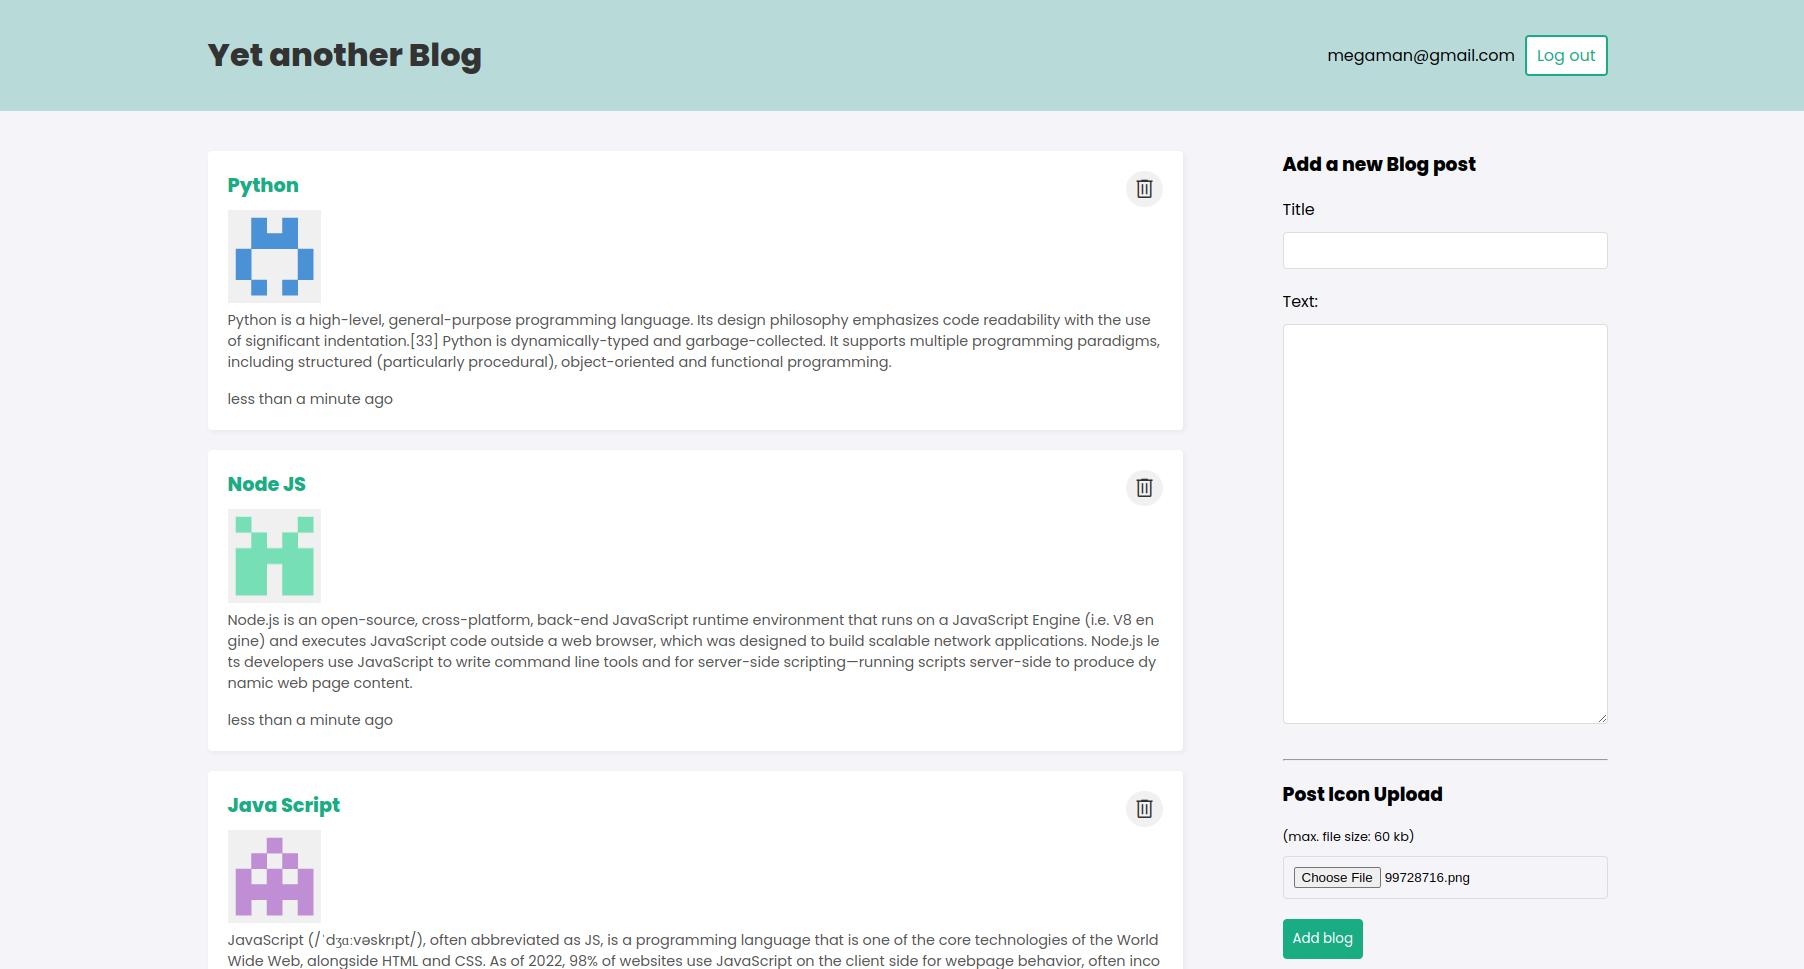 Yet another Blog
megaman@gmail.com
Log out
Python
Python is a high-level, general-purpose programming language. Its design philosophy emphasizes code readability with the use
of significant indentation.[33] Python is dynamically-typed and garbage-collected. It supports multiple programming paradigms,
including structured (particularly procedural), object-oriented and functional programming.
less than a minute ago
Node JS
Node.js is an open-source, cross-platform, back-end JavaScript runtime environment that runs on a JavaScript Engine (i.e. V8 en
gine) and executes JavaScript code outside a web browser, which was designed to build scalable network applications. Node.js le
ts developers use JavaScript to write command line tools and for server-side scripting—running scripts server-side to produce dy
namic web page content.
less than a minute ago
Java Script
JavaScript (/ˈdʒɑːvəskrɪpt/), often abbreviated as JS, is a programming language that is one of the core technologies of the World
Wide Web, alongside HTML and CSS. As of 2022, 98% of websites use JavaScript on the client side for webpage behavior, often inco
Add a new Blog post
Title
Text:
Post Icon Upload
(max. file size: 60 kb)
Choose File 99728716.png
Add blog